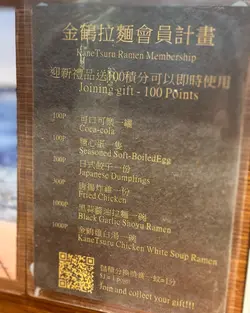 金鶴拉麵會員計畫
KaneTsuru Ramen Membership
迎新禮品送100積分可以即時使用
Joining gift - 100 Points
100P 可口可樂一罐
Coca-cola
糖心蛋一隻
Seasoned Soft-Boiled Egg
200P 日式餃子一份
Japanese Dumplings
唐揚炸雞一份
Fried Chicken
黑蒜醬油拉麵一碗
Black Garlic Shoyu Ramen
1000P 金鶴雞白湯一碗
KaneTsuru Chicken White Soup Ramen
Join and collect your gift!!!